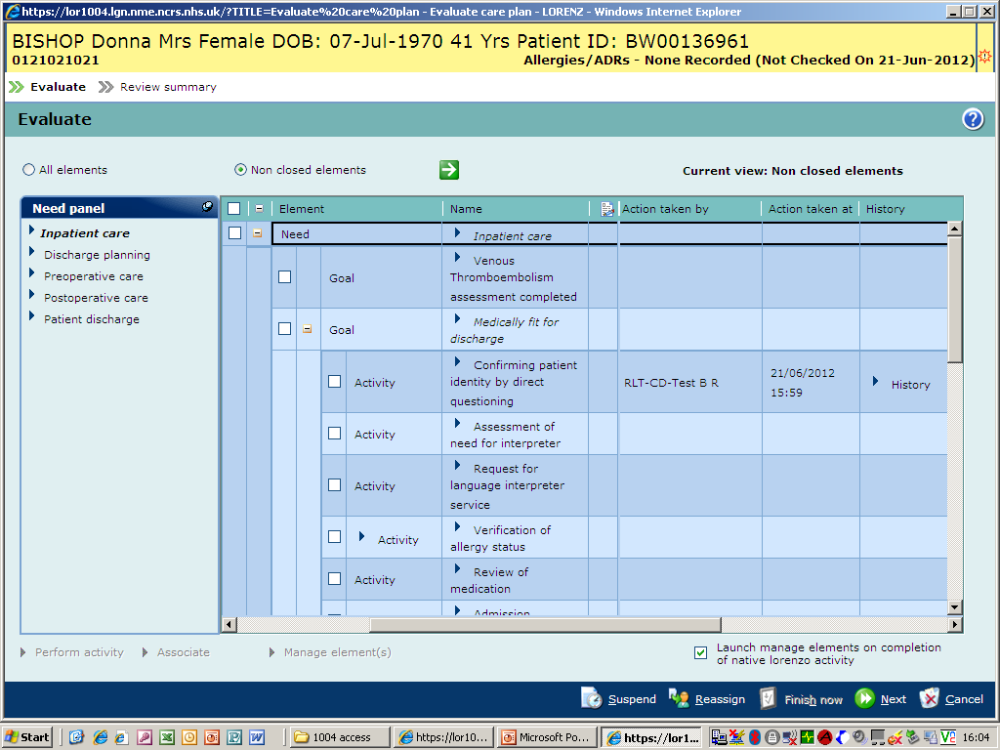 https://lor1004.lgn.nme.ncrs.nhs.uk/?TITLE=Evaluate%20care%20plan - Evaluate care plan - LORENZ - Windows Internet Explorer
BISHOP Donna Mrs Female DOB: 07-Jul-1970 41 Yrs Patient ID: BW00136961
0121021021 Allergies/ADRs - None Recorded (Not Checked On 21-Jun-2012)
Evaluate Review summary
Evaluate
All elements Non closed elements Current view: Non closed elements
Need panel
Inpatient care
Discharge planning
Preoperative care
Postoperative care
Patient discharge
Element Name Action taken by Action taken at History
Need Inpatient care
Goal Venous
Thromboembolism
assessment completed
Goal Medically fit for
discharge
Activity Confirming patient
identity by direct
questioning RLT-CD-Test B R 21/06/2012
15:59 History
Activity Assessment of
need for interpreter
Activity Request for
language interpreter
service
Activity Verification of
allergy status
Activity Review of
medication
Admission
Perform activity Associate Manage element(s)
Launch manage elements on completion
of native lorenzo activity
Suspend Reassign Finish now Next Cancel
Start 1004 access https://lor10... Microsoft Po... https://lor1... 16:04